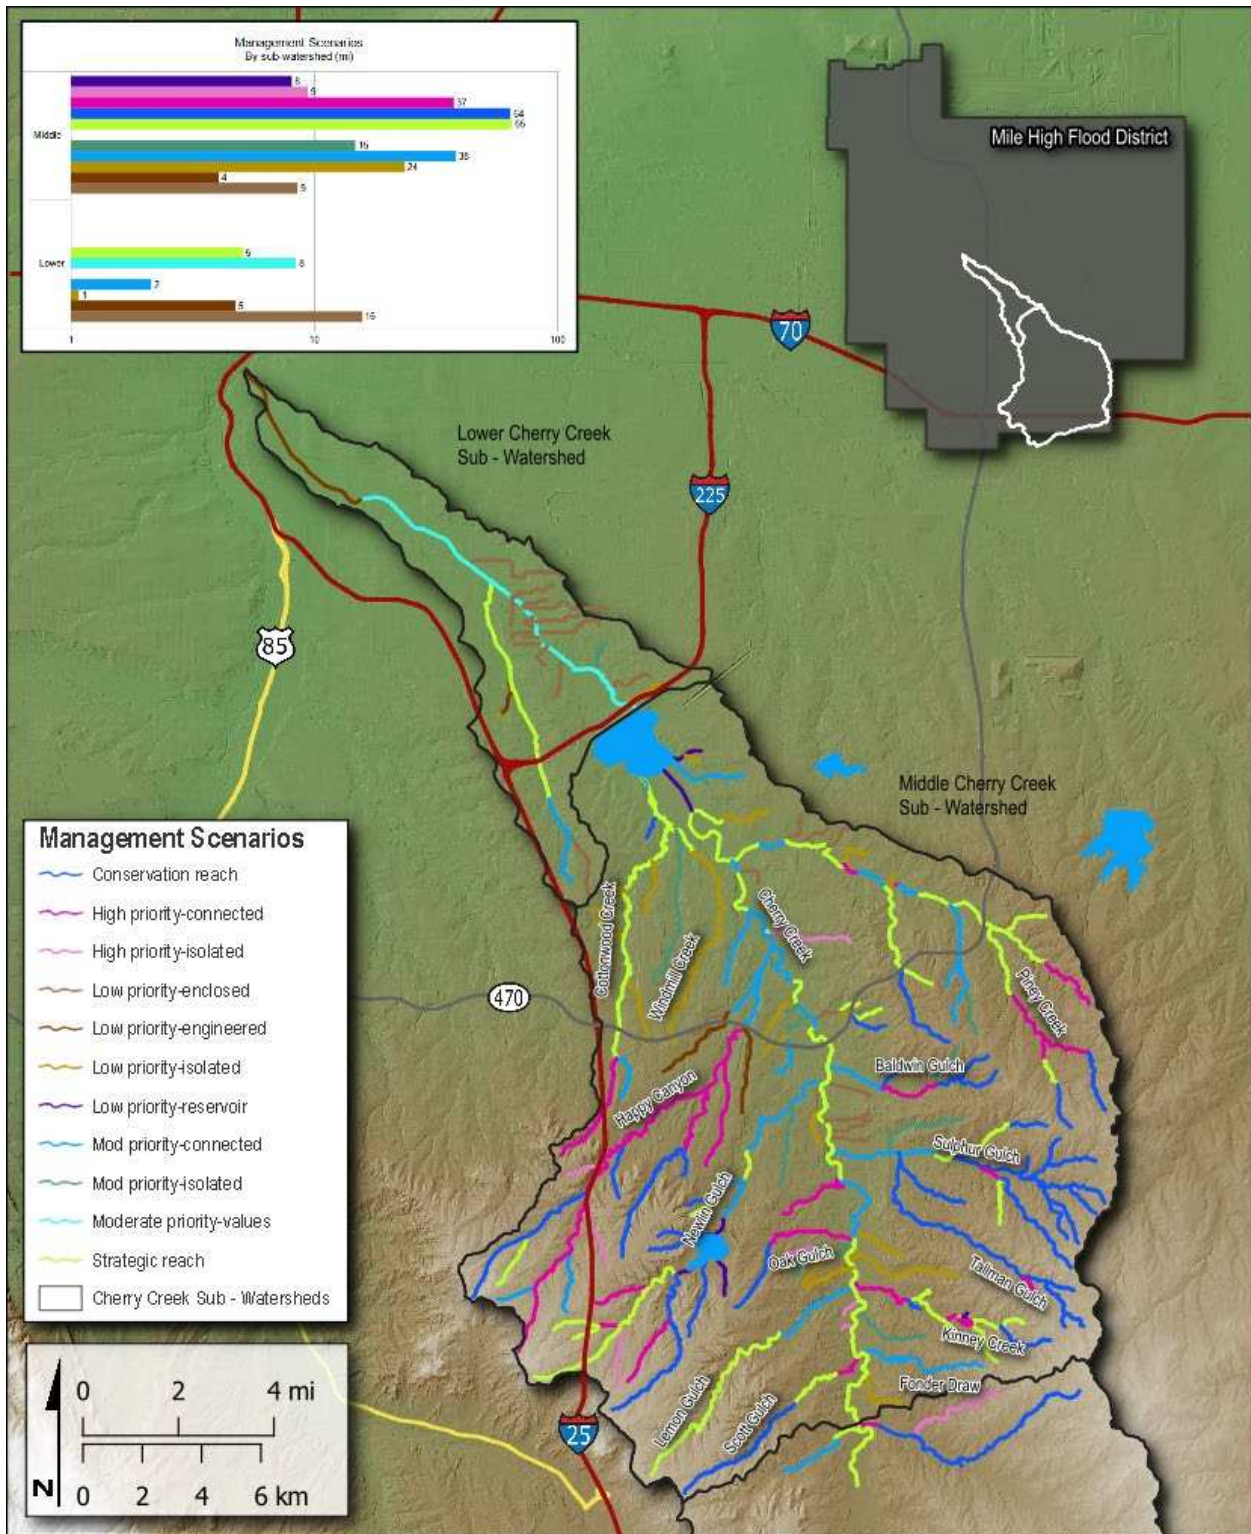 Management Scenarios
By sub-watershed (mi)
Middle
8
9
37
64
65
15
38
24
4
9
Lower
5
8
2
1
5
16
1
10
100
Mile High Flood District
70
Lower Cherry Creek
Sub - Watershed
225
85
Middle Cherry Creek
Sub - Watershed
Cottonwood Creek
Windmill Creek
Cherry Creek
Piney Creek
470
Baldwin Gulch
Happy Canyon
Sulphur Gulch
Newlin Gulch
Oak Gulch
Tallman Gulch
Kinney Creek
Fonder Draw
Lemon Gulch
Scott Gulch
25
Management Scenarios
Conservation reach
High priority-connected
High priority-isolated
Low priority-enclosed
Low priority-engineered
Low priority-isolated
Low priority-reservoir
Mod priority-connected
Mod priority-isolated
Moderate priority-values
Strategic reach
Cherry Creek Sub - Watersheds
0 2 4 mi
N
0 2 4 6 km